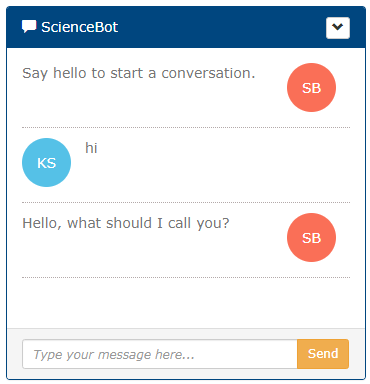 ScienceBot
Say hello to start a conversation.
SB
KS
hi
Hello, what should I call you?
SB
Type your message here...
Send